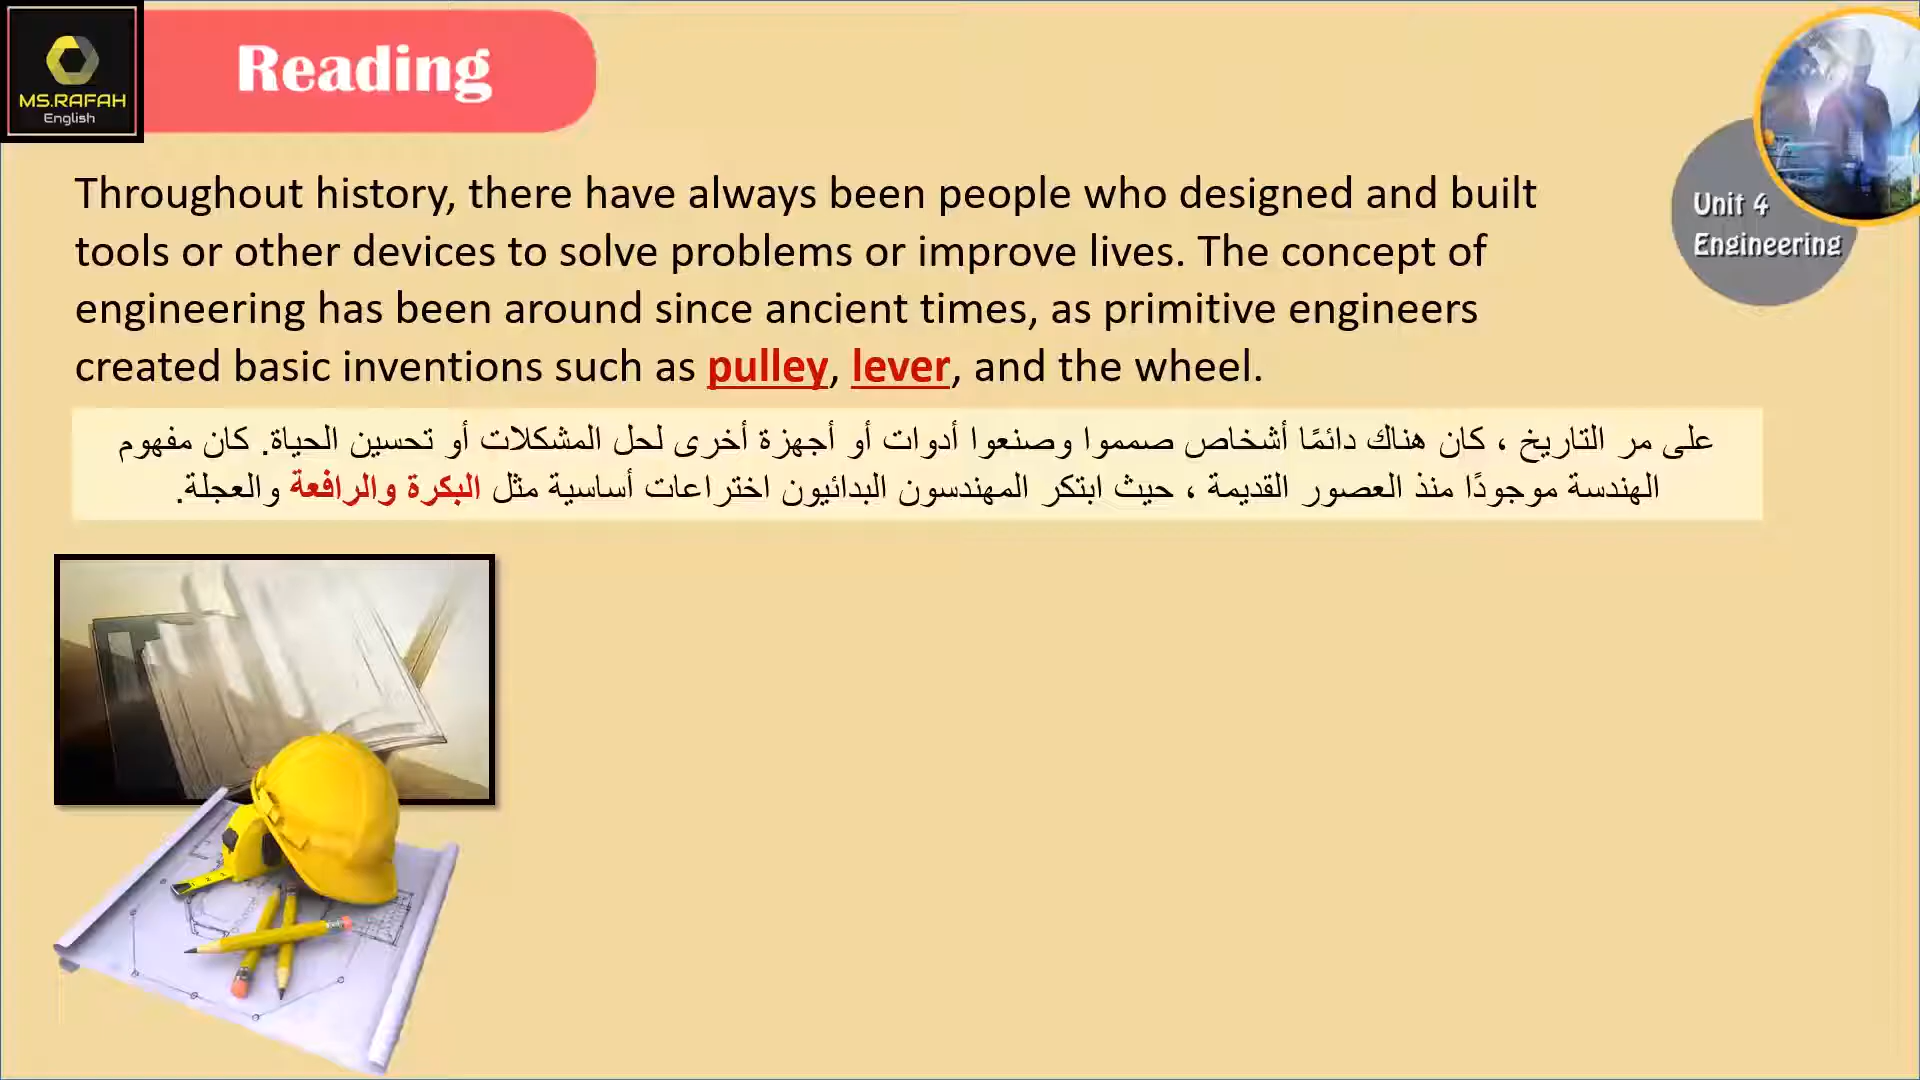 MS.RAFAH
English
Reading
Unit 4
Engineering
Throughout history, there have always been people who designed and built
tools or other devices to solve problems or improve lives. The concept of
engineering has been around since ancient times, as primitive engineers
created basic inventions such as pulley, lever, and the wheel.
على مر التاريخ ، كان هناك دائمًا أشخاص صمموا وصنعوا أدوات أو أجهزة أخرى لحل المشكلات أو تحسين الحياة. كان مفهوم
الهندسة موجودًا منذ العصور القديمة ، حيث ابتكر المهندسون البدائيون اختراعات أساسية مثل البكرة والرافعة والعجلة.